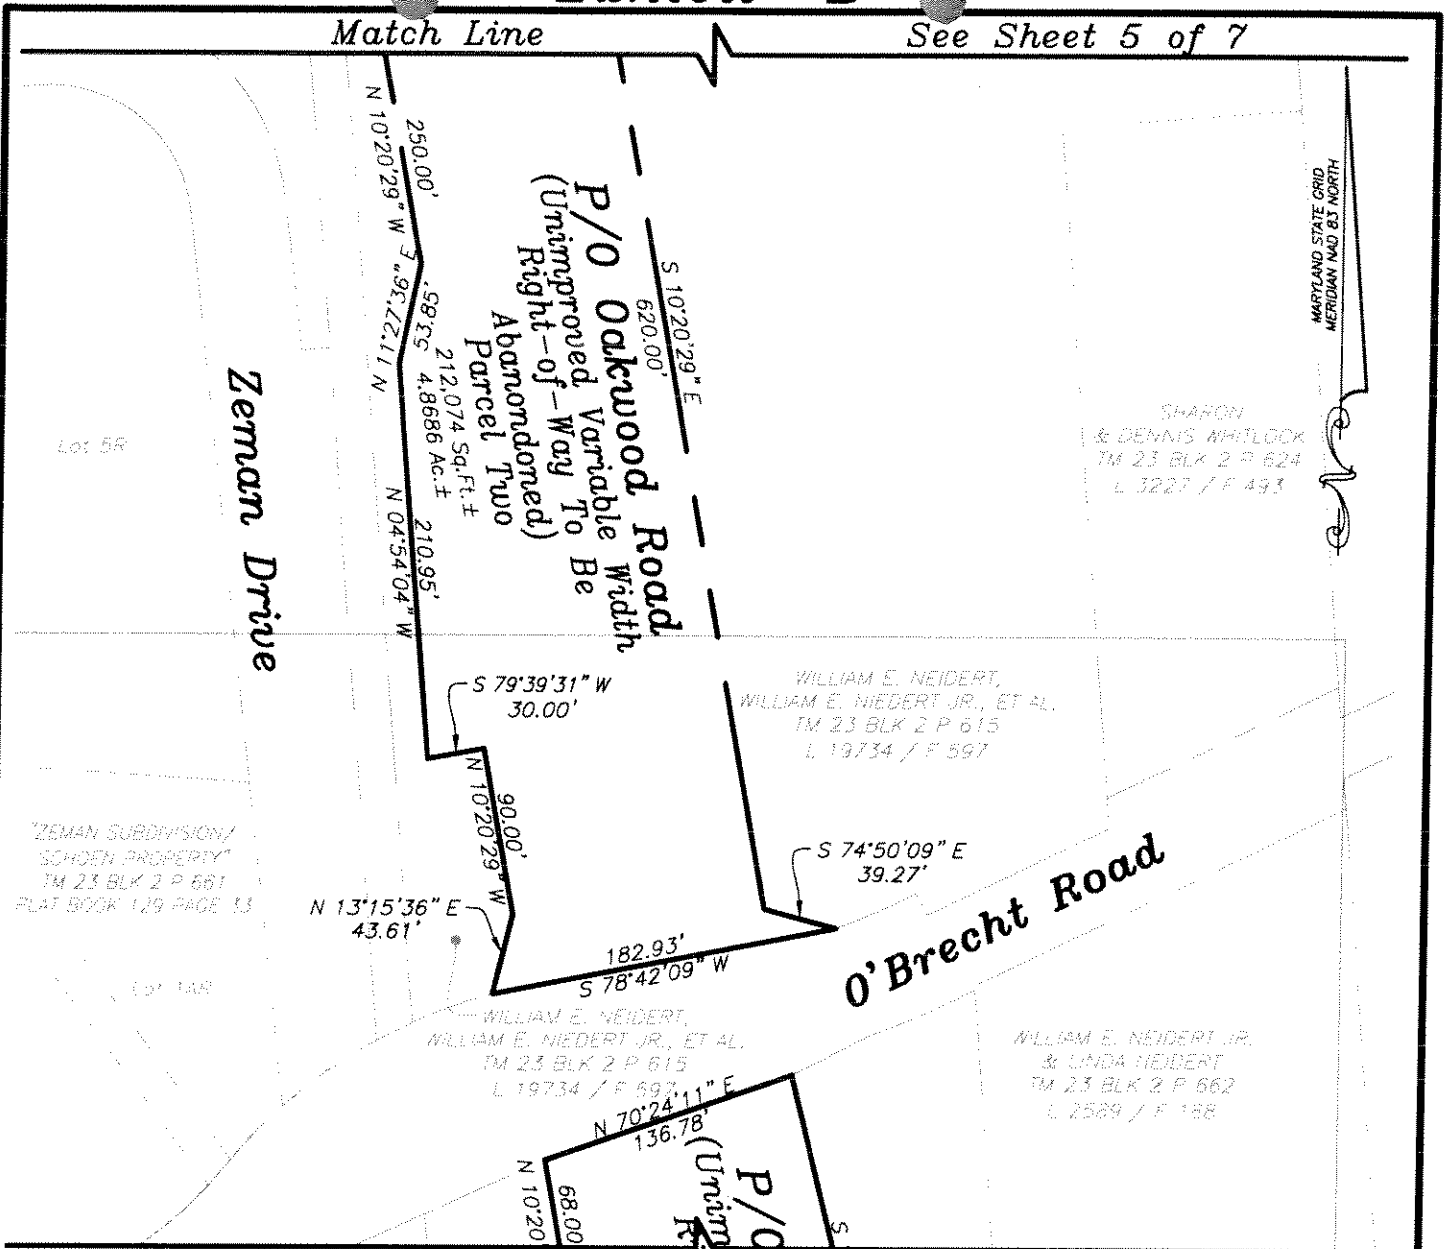 Match Line
See Sheet 5 of 7
MARYLAND STATE GRID
MERIDIAN NAD 83 NORTH
250.00'
N 10°20'29" W
N 11°27'36" E
53.58'
P/O Oakwood Road
(Unimproved Variable Width
Right-of-Way To Be
Abanondoned)
Parcel Two
212,074 Sq.Ft.±
4.8686 Ac.±
S 10°20'29" E
620.00'
SHARON
& DENNIS WHITLOCK
TM 23 BLK 2 P 624
L 3227 / F 493
Lot 5R
Zeman Drive
210.95'
N 04°54'04" W
S 79°39'31" W
30.00'
WILLIAM E. NEIDERT,
WILLIAM E. NIEDERT JR., ET AL.
TM 23 BLK 2 P 615
L 19734 / F 597
90.00'
N 10°20'29" W
"ZEMAN SUBDIVISION/
SCHOEN PROPERTY"
TM 23 BLK 2 P 661
PLAT BOOK 129 PAGE 33
S 74°50'09" E
39.27'
N 13°15'36" E
43.61'
182.93'
S 78°42'09" W
O'Brecht Road
Lot 1AR
WILLIAM E. NEIDERT,
WILLIAM E. NIEDERT JR., ET AL.
TM 23 BLK 2 P 615
L 19734 / F 597
WILLIAM E. NEIDERT JR.
& LINDA NEIDERT
TM 23 BLK 2 P 662
L 2589 / F 188
N 70°24'11" E
136.78'
P/O
(Unim
R
N 10°20
68.00
S